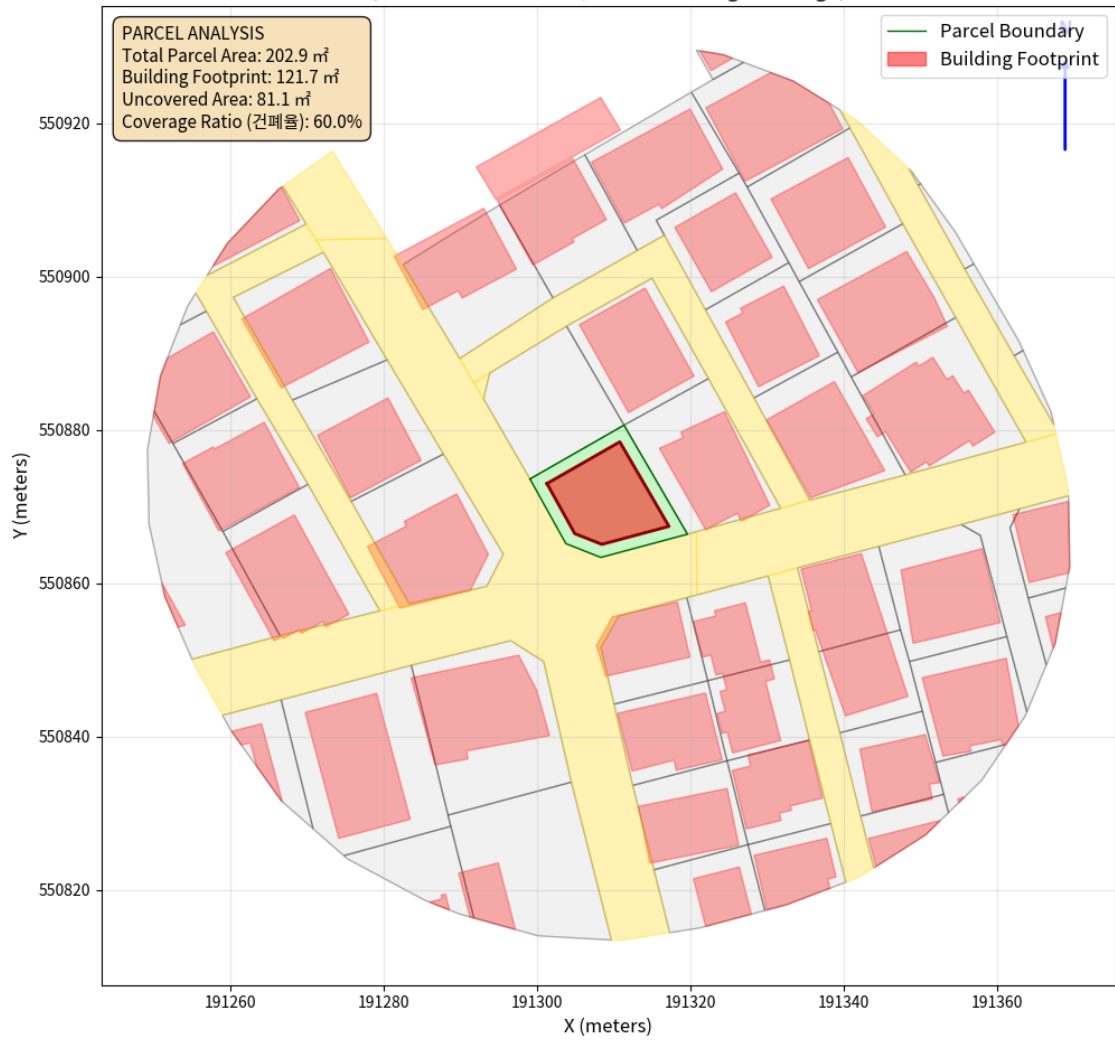 PARCEL ANALYSIS
Total Parcel Area: 202.9 ㎡
Building Footprint: 121.7 ㎡
Uncovered Area: 81.1 ㎡
Coverage Ratio (건폐율): 60.0%
Parcel Boundary
Building Footprint
N
550920
550900
550880
550860
550840
550820
Y (meters)
191260
191280
191300
191320
191340
191360
X (meters)